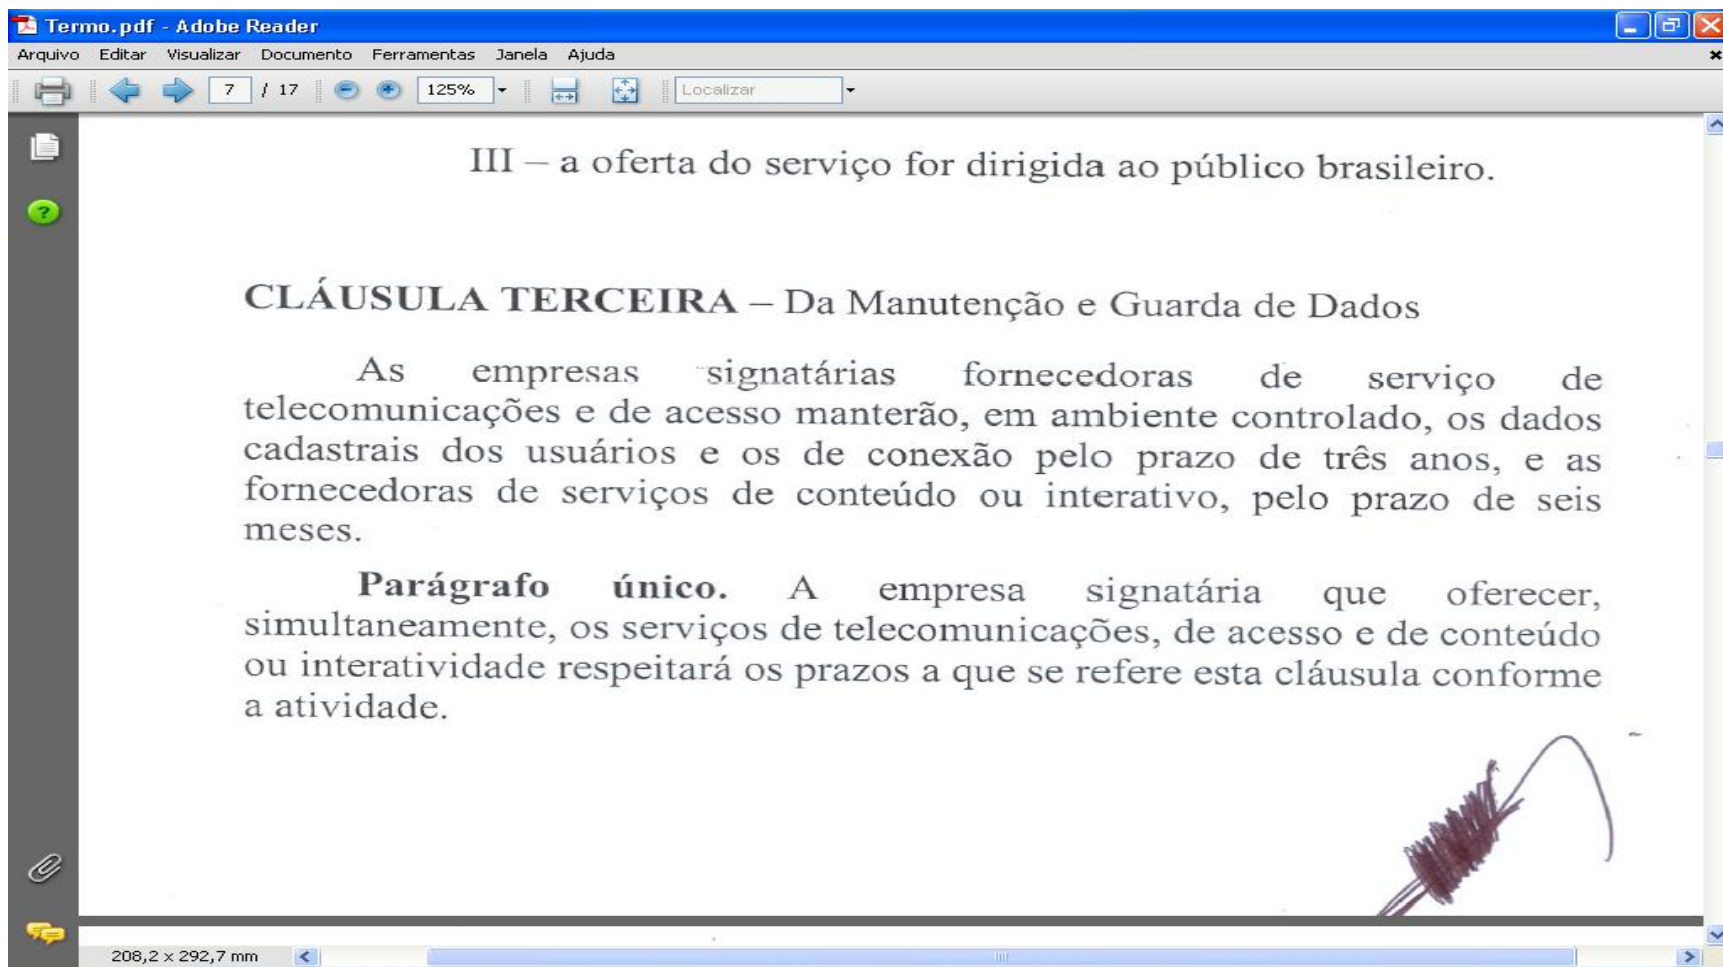 Termo.pdf - Adobe Reader
Arquivo Editar Visualizar Documento Ferramentas Janela Ajuda
7 / 17 125% Localizar
III – a oferta do serviço for dirigida ao público brasileiro.
CLÁUSULA TERCEIRA – Da Manutenção e Guarda de Dados
As empresas signatárias fornecedoras de serviço de
telecomunicações e de acesso manterão, em ambiente controlado, os dados
cadastrais dos usuários e os de conexão pelo prazo de três anos, e as
fornecedoras de serviços de conteúdo ou interativo, pelo prazo de seis
meses.
Parágrafo único. A empresa signatária que oferecer,
simultaneamente, os serviços de telecomunicações, de acesso e de conteúdo
ou interatividade respeitará os prazos a que se refere esta cláusula conforme
a atividade.
208,2 x 292,7 mm